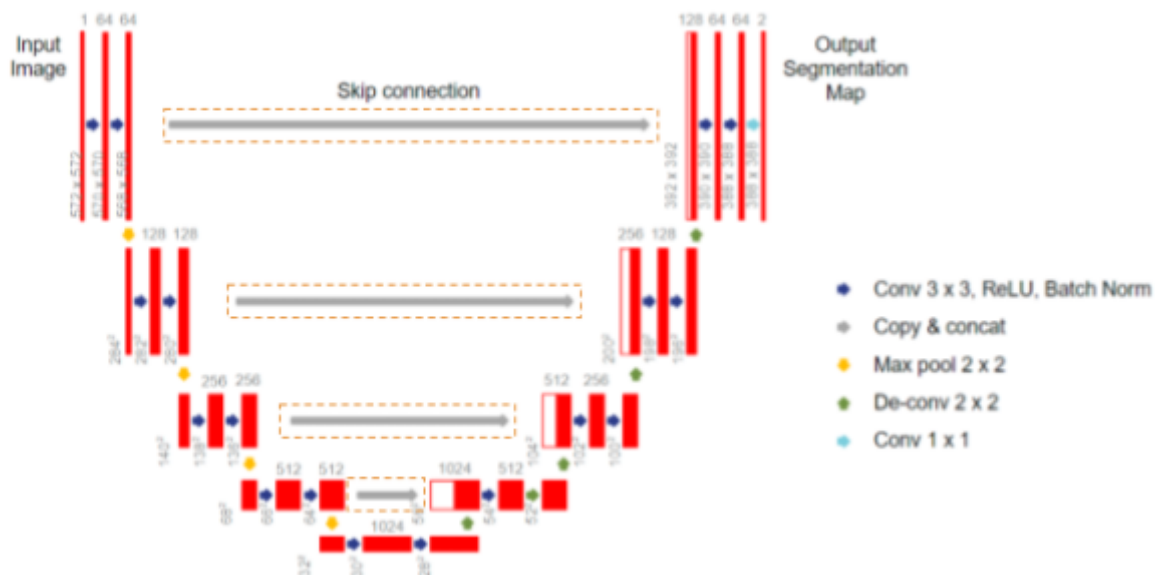 1 64 64
128 64 64 2
Input
Image
Output
Segmentation
Map
Skip connection
572 x 572
570 x 570
568 x 568
392 x 392
390 x 390
388 x 388
388 x 388
128 128
256 128
284²
282²
280²
200²
198²
196²
256 256
512 256
140²
138²
136²
104²
102²
100²
512 512
1024 512
68²
66²
64²
54²
52²
1024
Conv 3 x 3, ReLU, Batch Norm
Copy & concat
Max pool 2 x 2
De-conv 2 x 2
Conv 1 x 1